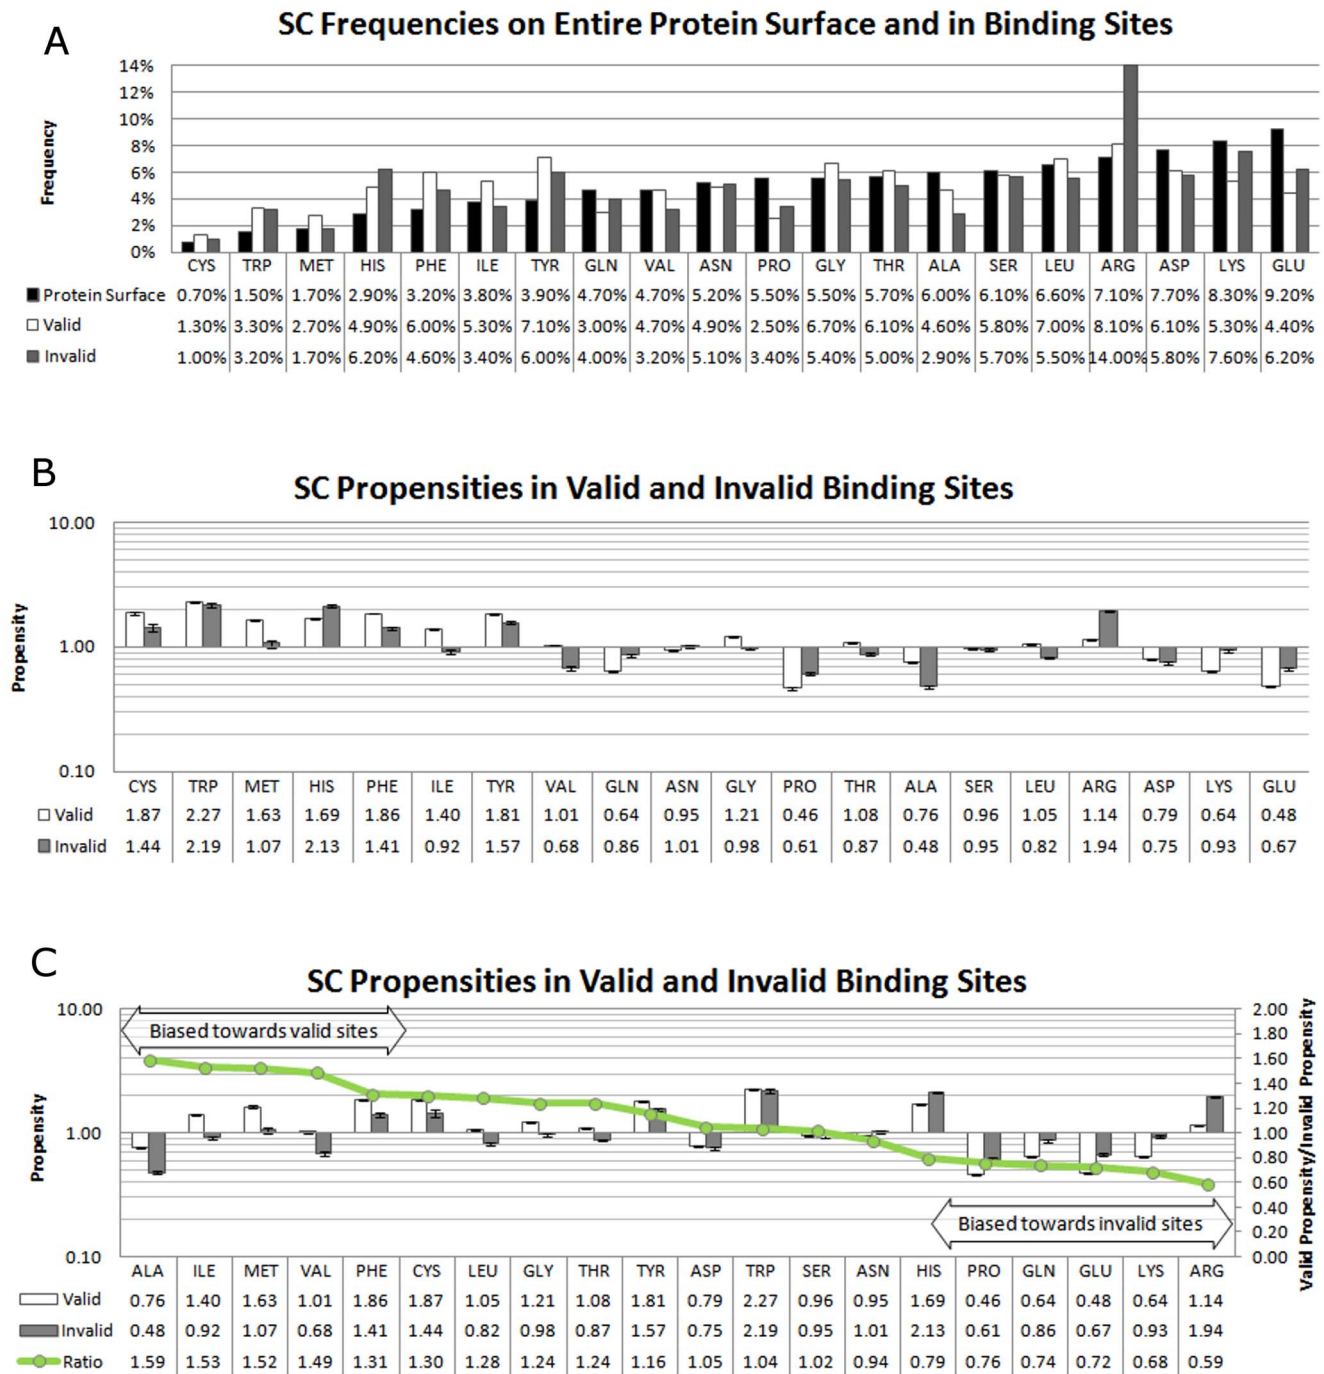 A
SC Frequencies on Entire Protein Surface and in Binding Sites
Frequency
14%
12%
10%
8%
6%
4%
2%
0%
CYS TRP MET HIS PHE ILE TYR GLN VAL ASN PRO GLY THR ALA SER LEU ARG ASP LYS GLU
Protein Surface 0.70% 1.50% 1.70% 2.90% 3.20% 3.80% 3.90% 4.70% 4.70% 5.20% 5.50% 5.50% 5.70% 6.00% 6.10% 6.60% 7.10% 7.70% 8.30% 9.20%
Valid 1.30% 3.30% 2.70% 4.90% 6.00% 5.30% 7.10% 3.00% 4.70% 4.90% 2.50% 6.70% 6.10% 4.60% 5.80% 7.00% 8.10% 6.10% 5.30% 4.40%
Invalid 1.00% 3.20% 1.70% 6.20% 4.60% 3.40% 6.00% 4.00% 3.20% 5.10% 3.40% 5.40% 5.00% 2.90% 5.70% 5.50% 14.00% 5.80% 7.60% 6.20%
B
SC Propensities in Valid and Invalid Binding Sites
Propensity
10.00
1.00
0.10
CYS TRP MET HIS PHE ILE TYR VAL GLN ASN GLY PRO THR ALA SER LEU ARG ASP LYS GLU
Valid 1.87 2.27 1.63 1.69 1.86 1.40 1.81 1.01 0.64 0.95 1.21 0.46 1.08 0.76 0.96 1.05 1.14 0.79 0.64 0.48
Invalid 1.44 2.19 1.07 2.13 1.41 0.92 1.57 0.68 0.86 1.01 0.98 0.61 0.87 0.48 0.95 0.82 1.94 0.75 0.93 0.67
C
SC Propensities in Valid and Invalid Binding Sites
Propensity
10.00
1.00
0.10
Biased towards valid sites
Biased towards invalid sites
2.00
1.80
1.60
1.40
1.20
1.00
0.80
0.60
0.40
0.20
0.00
Valid Propensity/Invalid Propensity
ALA ILE MET VAL PHE CYS LEU GLY THR TYR ASP TRP SER ASN HIS PRO GLN GLU LYS ARG
Valid 0.76 1.40 1.63 1.01 1.86 1.87 1.05 1.21 1.08 1.81 0.79 2.27 0.96 0.95 1.69 0.46 0.64 0.48 0.64 1.14
Invalid 0.48 0.92 1.07 0.68 1.41 1.44 0.82 0.98 0.87 1.57 0.75 2.19 0.95 1.01 2.13 0.61 0.86 0.67 0.93 1.94
Ratio 1.59 1.53 1.52 1.49 1.31 1.30 1.28 1.24 1.24 1.16 1.05 1.04 1.02 0.94 0.79 0.76 0.74 0.72 0.68 0.59